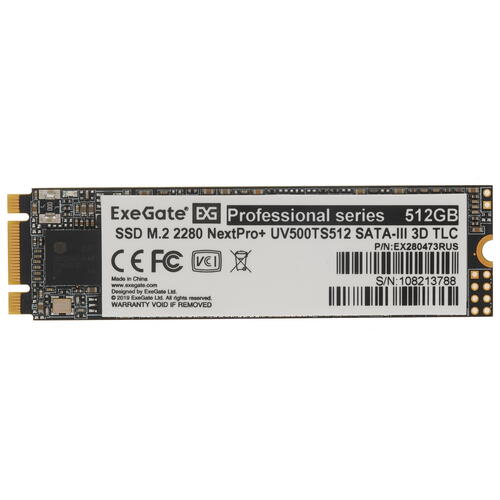 ExeGate® EXG Professional series 512GB
SSD M.2 2280 NextPro+ UV500TS512 SATA-III 3D TLC
P/N:EX280473RUS
CE FC VCI
Made in China
www.exegate.com
Designed by ExeGate Ltd.
© 2019 ExeGate Ltd. All rights reserved.
WARRANTY VOID IF REMOVED
S/N:108213788